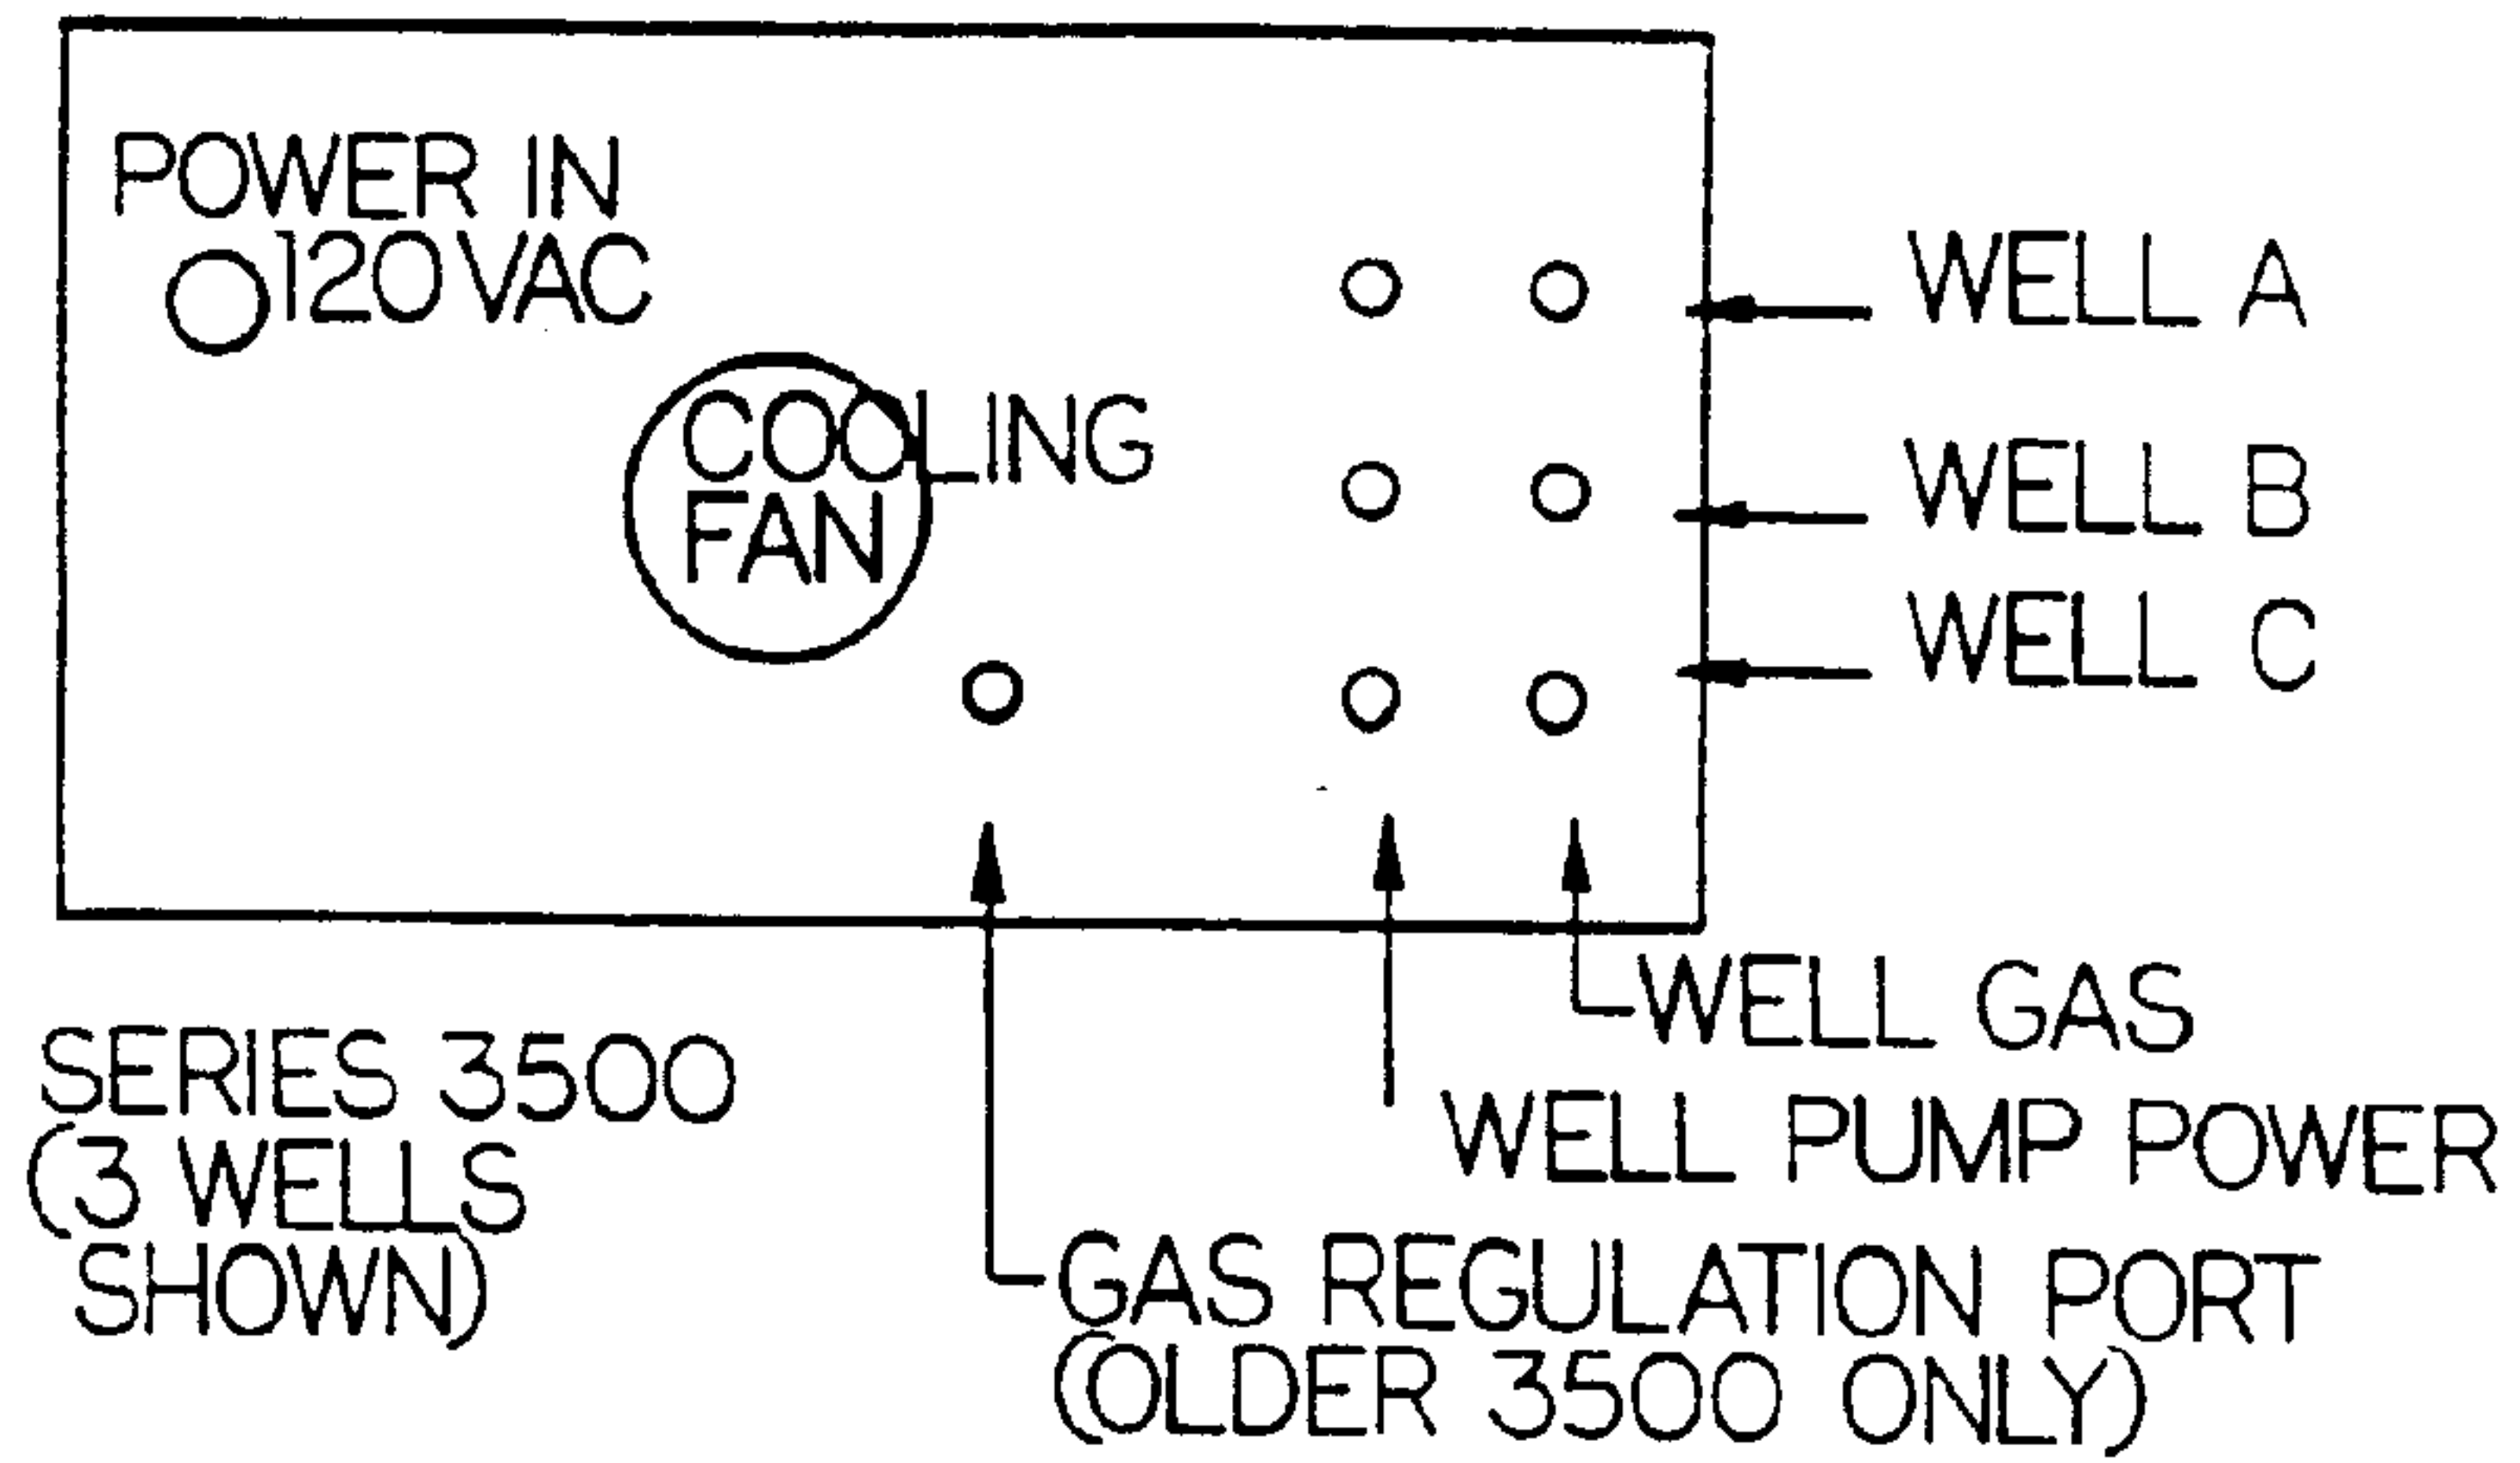 POWER IN
120VAC
COOLING
FAN
WELL A
WELL B
WELL C
WELL GAS
WELL PUMP POWER
GAS REGULATION PORT
(OLDER 3500 ONLY)
SERIES 3500
(3 WELLS
SHOWN)